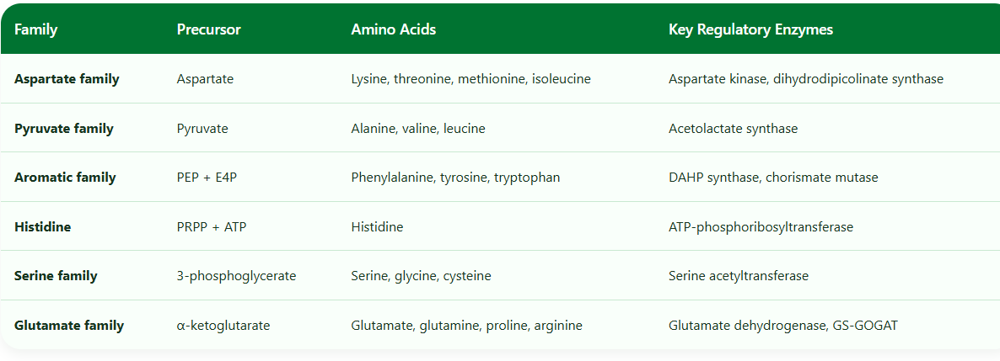 Family Precursor Amino Acids Key Regulatory Enzymes
Aspartate family Aspartate Lysine, threonine, methionine, isoleucine Aspartate kinase, dihydrodipicolinate synthase
Pyruvate family Pyruvate Alanine, valine, leucine Acetolactate synthase
Aromatic family PEP + E4P Phenylalanine, tyrosine, tryptophan DAHP synthase, chorismate mutase
Histidine PRPP + ATP Histidine ATP-phosphoribosyltransferase
Serine family 3-phosphoglycerate Serine, glycine, cysteine Serine acetyltransferase
Glutamate family α-ketoglutarate Glutamate, glutamine, proline, arginine Glutamate dehydrogenase, GS-GOGAT